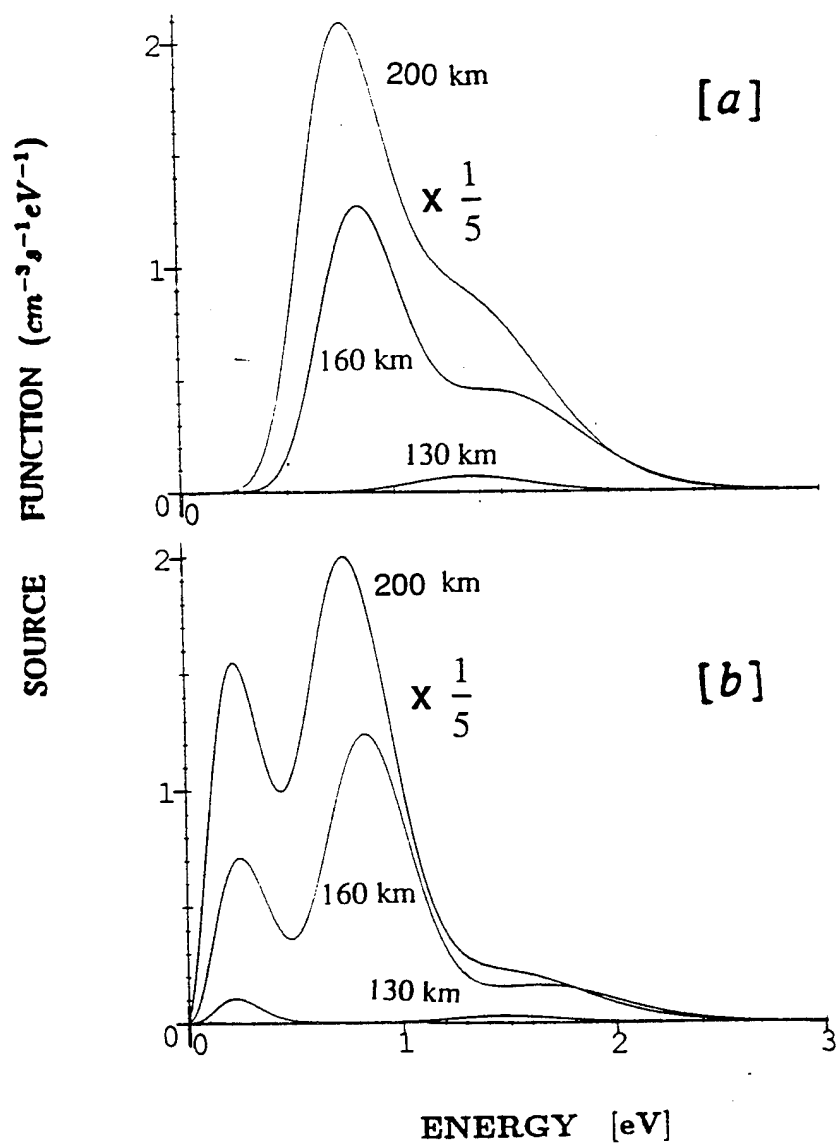 SOURCE FUNCTION (cm⁻³s⁻¹eV⁻¹)
2
200 km
[a]
X 1/5
1
160 km
130 km
0
0
2
200 km
[b]
X 1/5
1
160 km
130 km
0
0
1
2
3
ENERGY [eV]